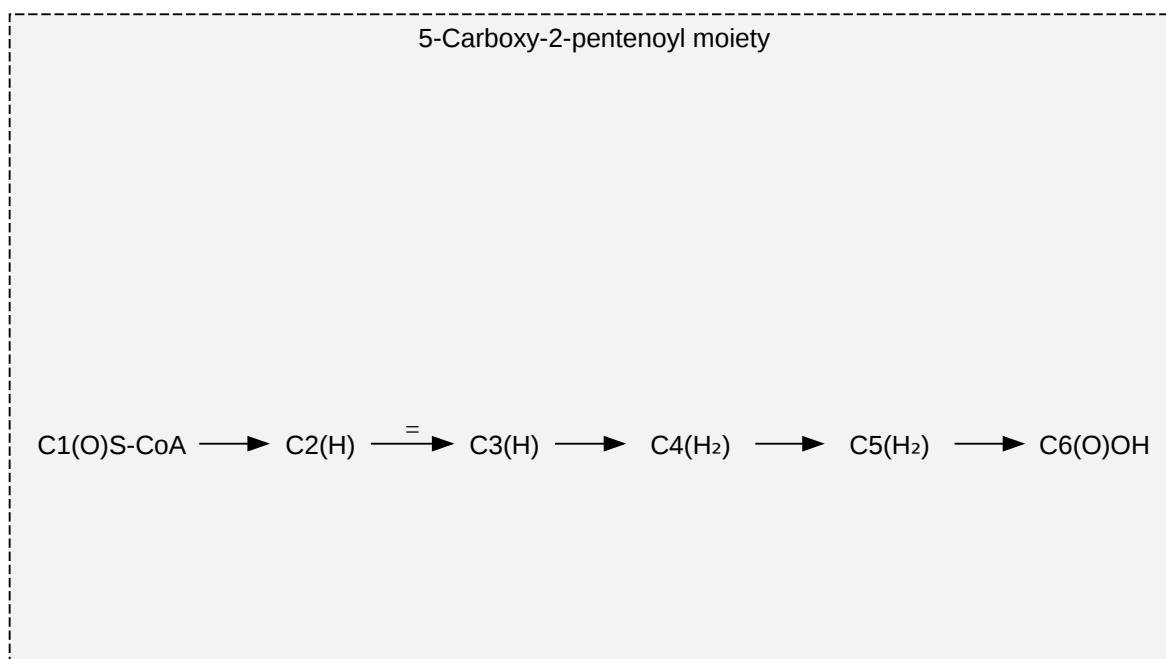 5-Carboxy-2-pentenoyl moiety
=
C1(O)S-CoA C2(H) C3(H) C4(H₂) C5(H₂) C6(O)OH